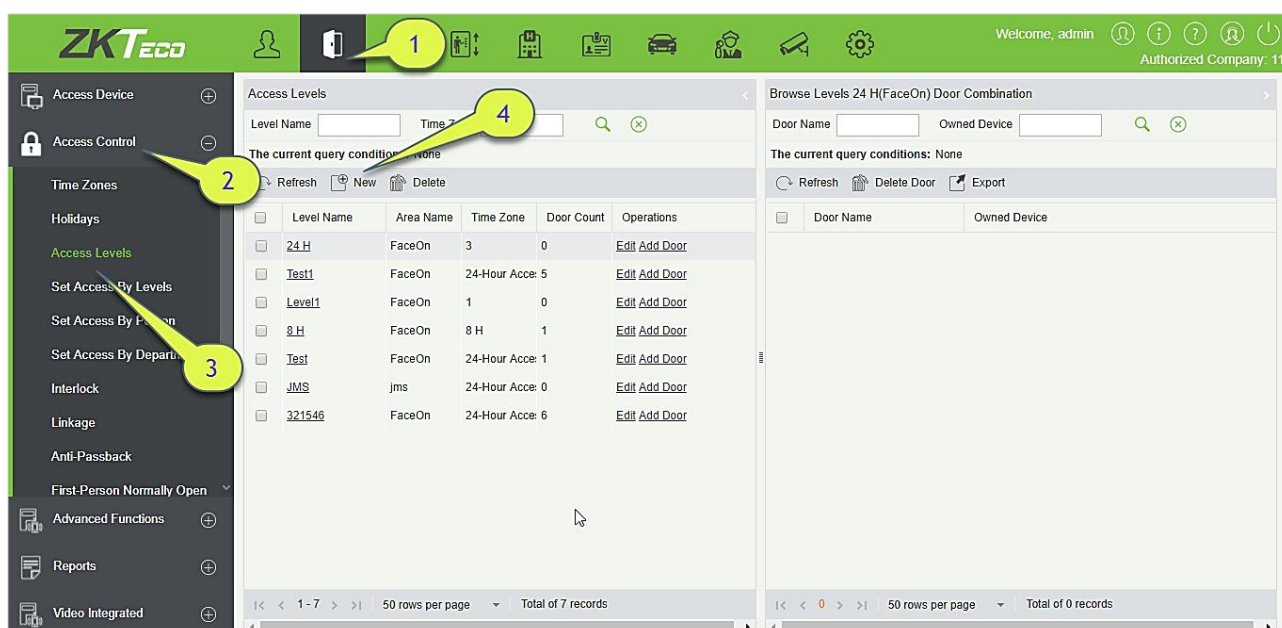 ZKTECO
Welcome, admin
Authorized Company: 11
1
Access Device
Access Control
2
Time Zones
Holidays
Access Levels
Set Access By Levels
Set Access By
Set Access By
3
Interlock
Linkage
Anti-Passback
First-Person Normally Open
Advanced Functions
Reports
Video Integrated
Access Levels
Level Name
4
The current query None
Refresh New Delete
Level Name Area Name Time Zone Door Count Operations
24 H FaceOn 3 0 Edit Add Door
Test1 FaceOn 24-Hour Acce 5 Edit Add Door
Level1 FaceOn 1 0 Edit Add Door
8 H FaceOn 8 H 1 Edit Add Door
Test FaceOn 24-Hour Acce 1 Edit Add Door
JMS jms 24-Hour Acce 0 Edit Add Door
321546 FaceOn 24-Hour Acce 6 Edit Add Door
1-7 50 rows per page Total of 7 records
Browse Levels 24 H(FaceOn) Door Combination
Door Name Owned Device
The current query conditions: None
Refresh Delete Door Export
Door Name Owned Device
0 50 rows per page Total of 0 records